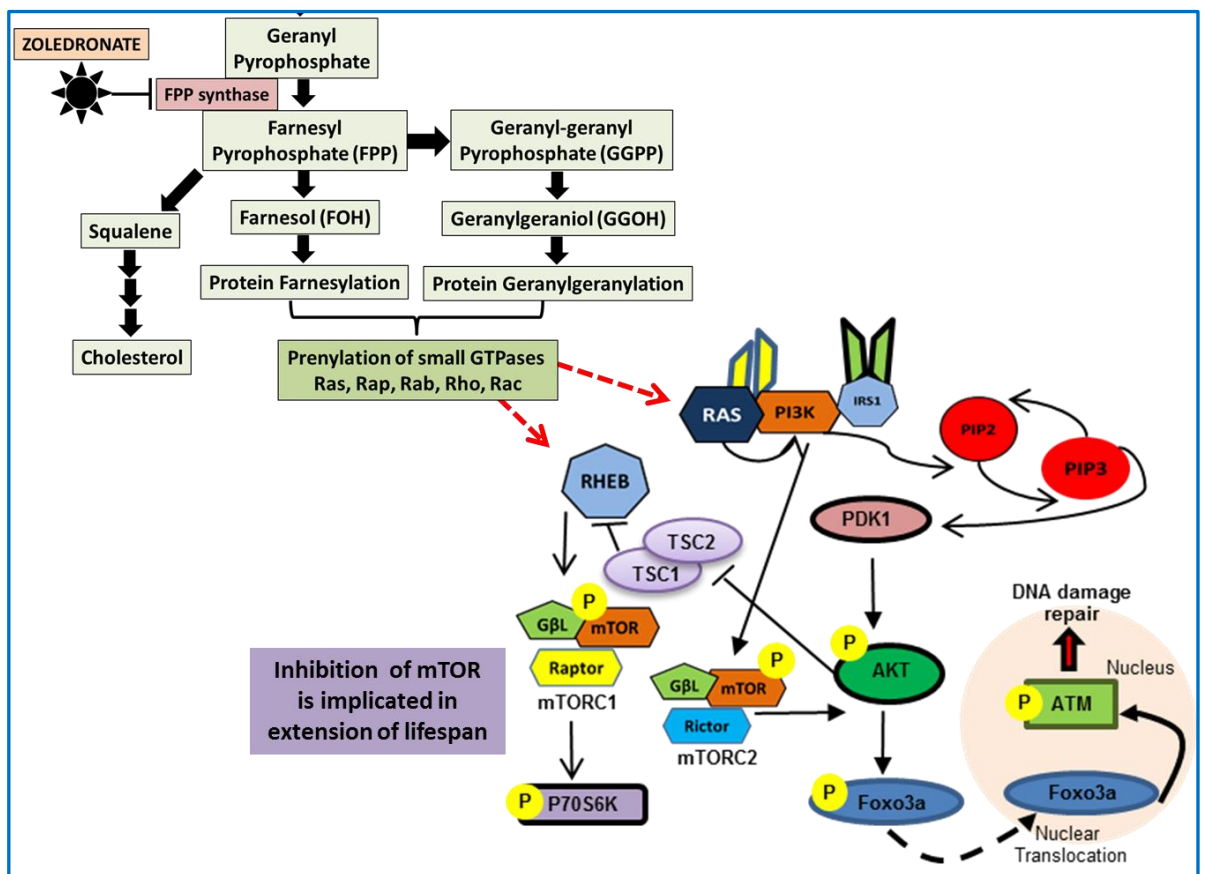 ZOLEDRONATE
Geranyl
Pyrophosphate
FPP synthase
Farnesyl
Pyrophosphate (FPP)
Geranyl-geranyl
Pyrophosphate (GGPP)
Squalene
Farnesol (FOH)
Geranylgeraniol (GGOH)
Protein Farnesylation
Protein Geranylgeranylation
Cholesterol
Prenylation of small GTPases
Ras, Rap, Rab, Rho, Rac
RAS
PI3K
IRS1
PIP2
PIP3
RHEB
PDK1
TSC2
TSC1
DNA damage
repair
P
GβL
mTOR
Raptor
mTORC1
P
AKT
Nucleus
P
ATM
Inhibition of mTOR
is implicated in
extension of lifespan
P
GβL
mTOR
Rictor
mTORC2
P
P70S6K
P
Foxo3a
Foxo3a
Nuclear
Translocation